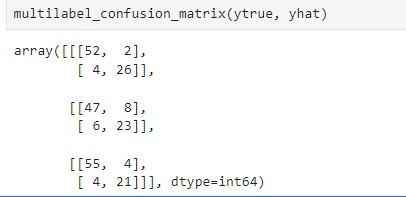 multilabel_confusion_matrix(ytrue, yhat)
array([[[52,  2],
        [ 4, 26]],
       [[47,  8],
        [ 6, 23]],
       [[55,  4],
        [ 4, 21]]], dtype=int64)